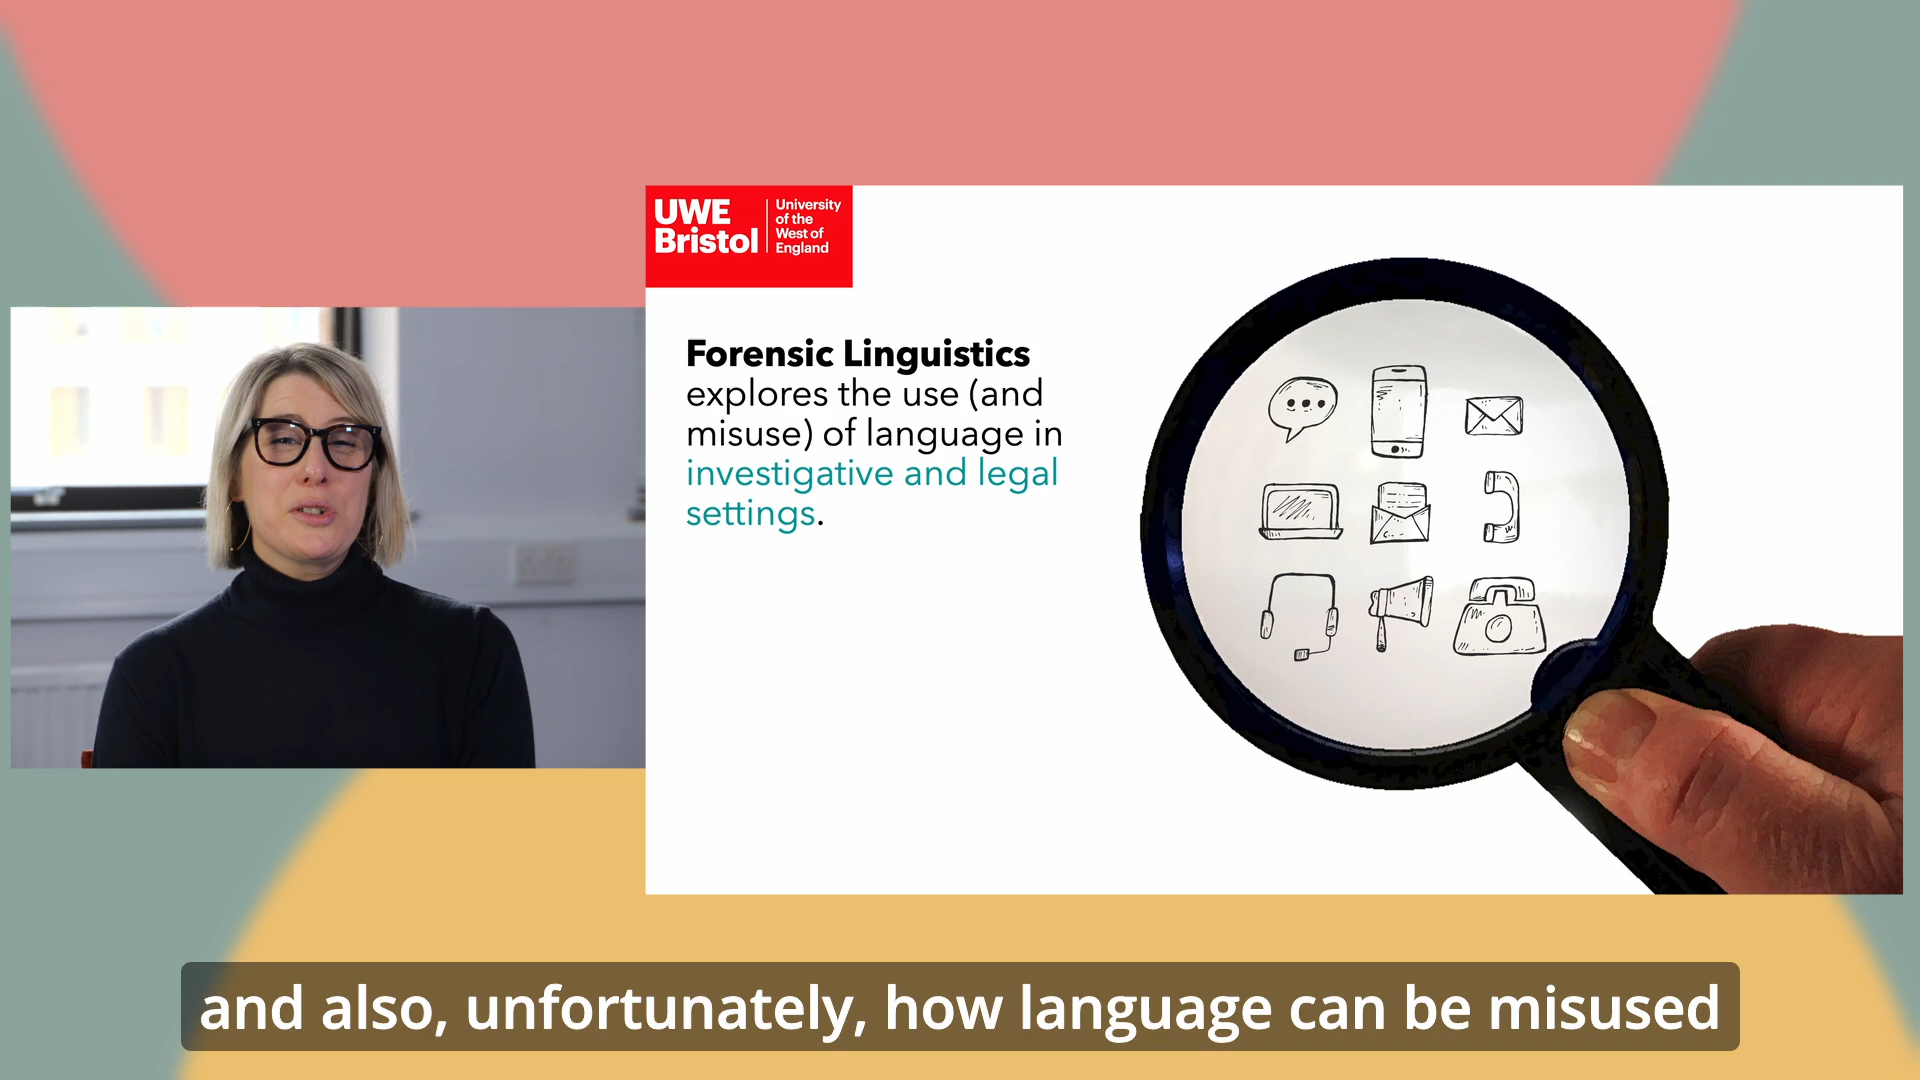 UWE
Bristol
University
of the
West of
England
Forensic Linguistics
explores the use (and
misuse) of language in
investigative and legal
settings.
and also, unfortunately, how language can be misused